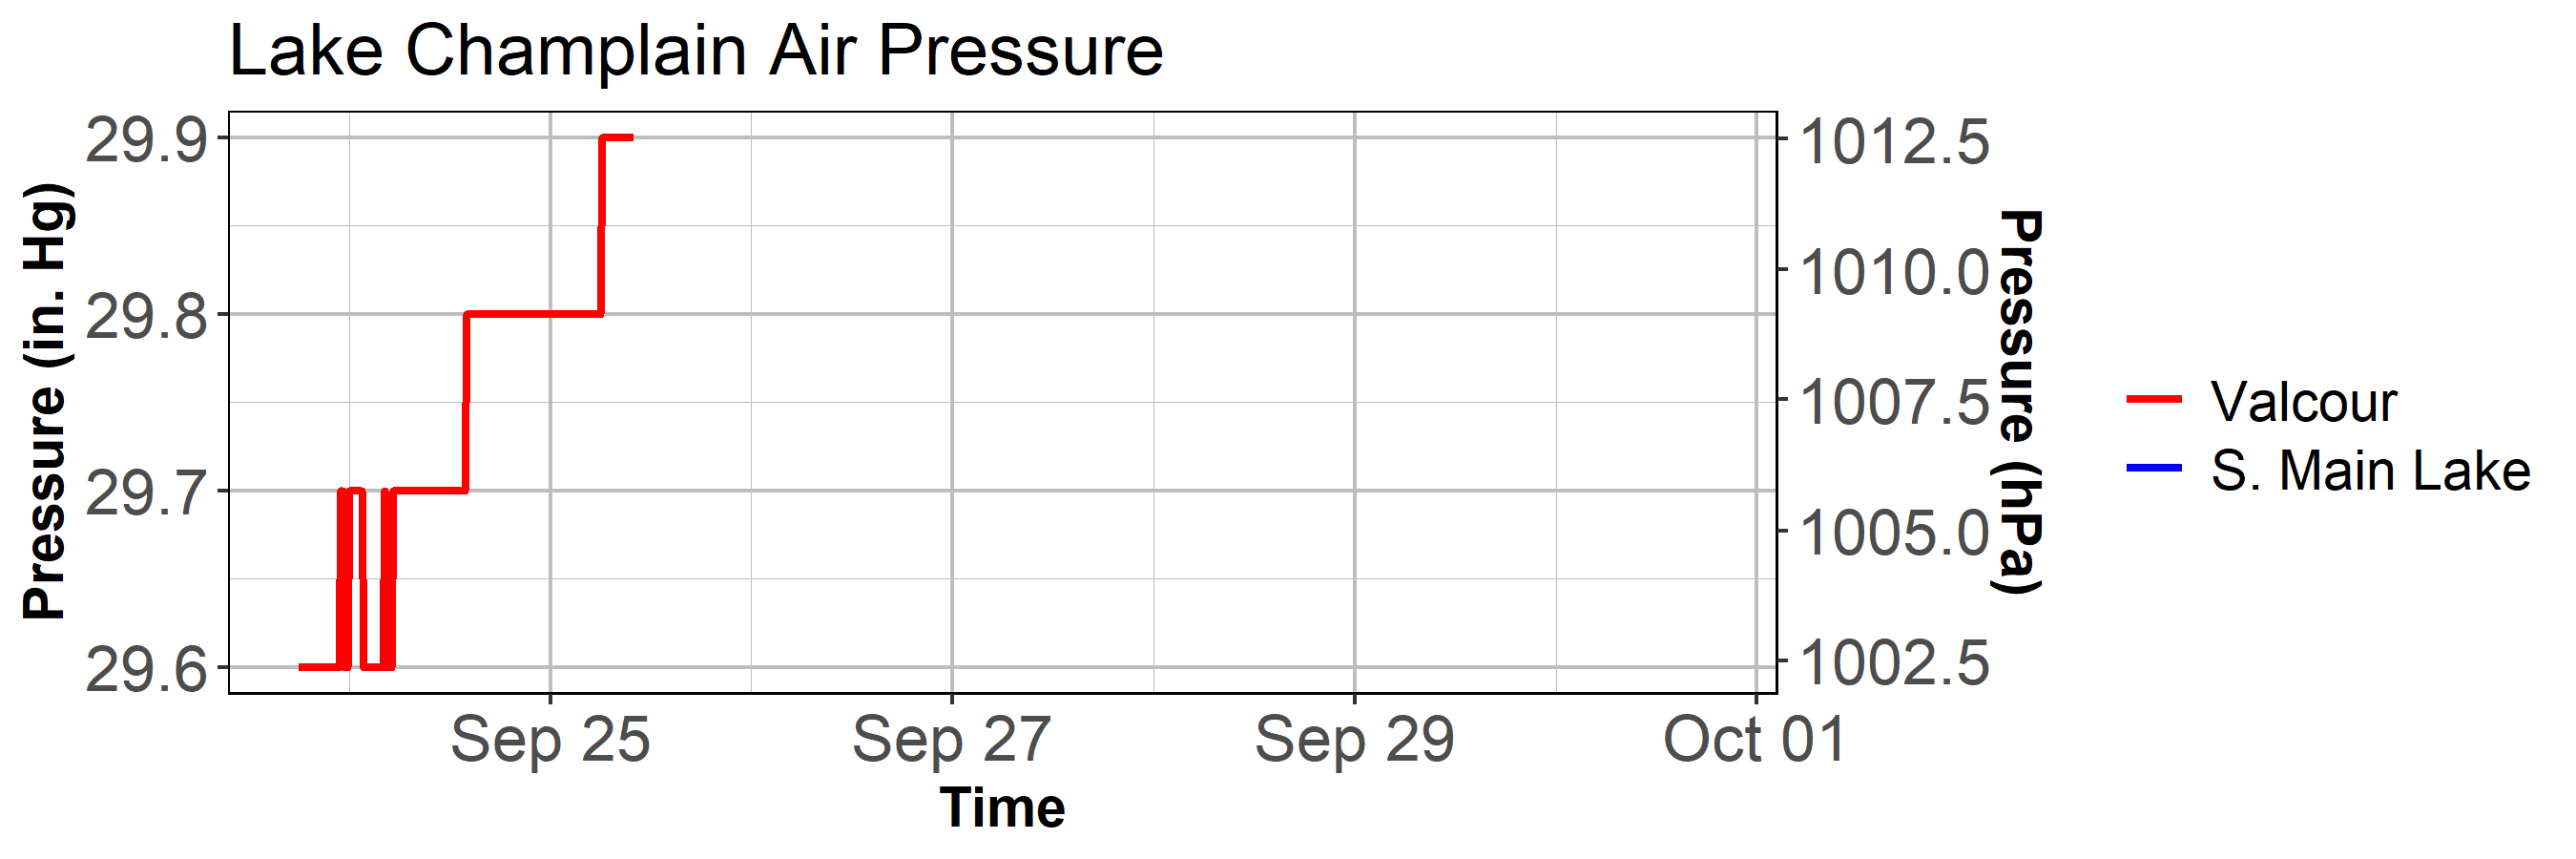 Lake Champlain Air Pressure
Pressure (in. Hg)
29.9
29.8
29.7
29.6
1012.5
1010.0
1007.5
1005.0
1002.5
Pressure (hPa)
Sep 25
Sep 27
Sep 29
Oct 01
Time
Valcour
S. Main Lake